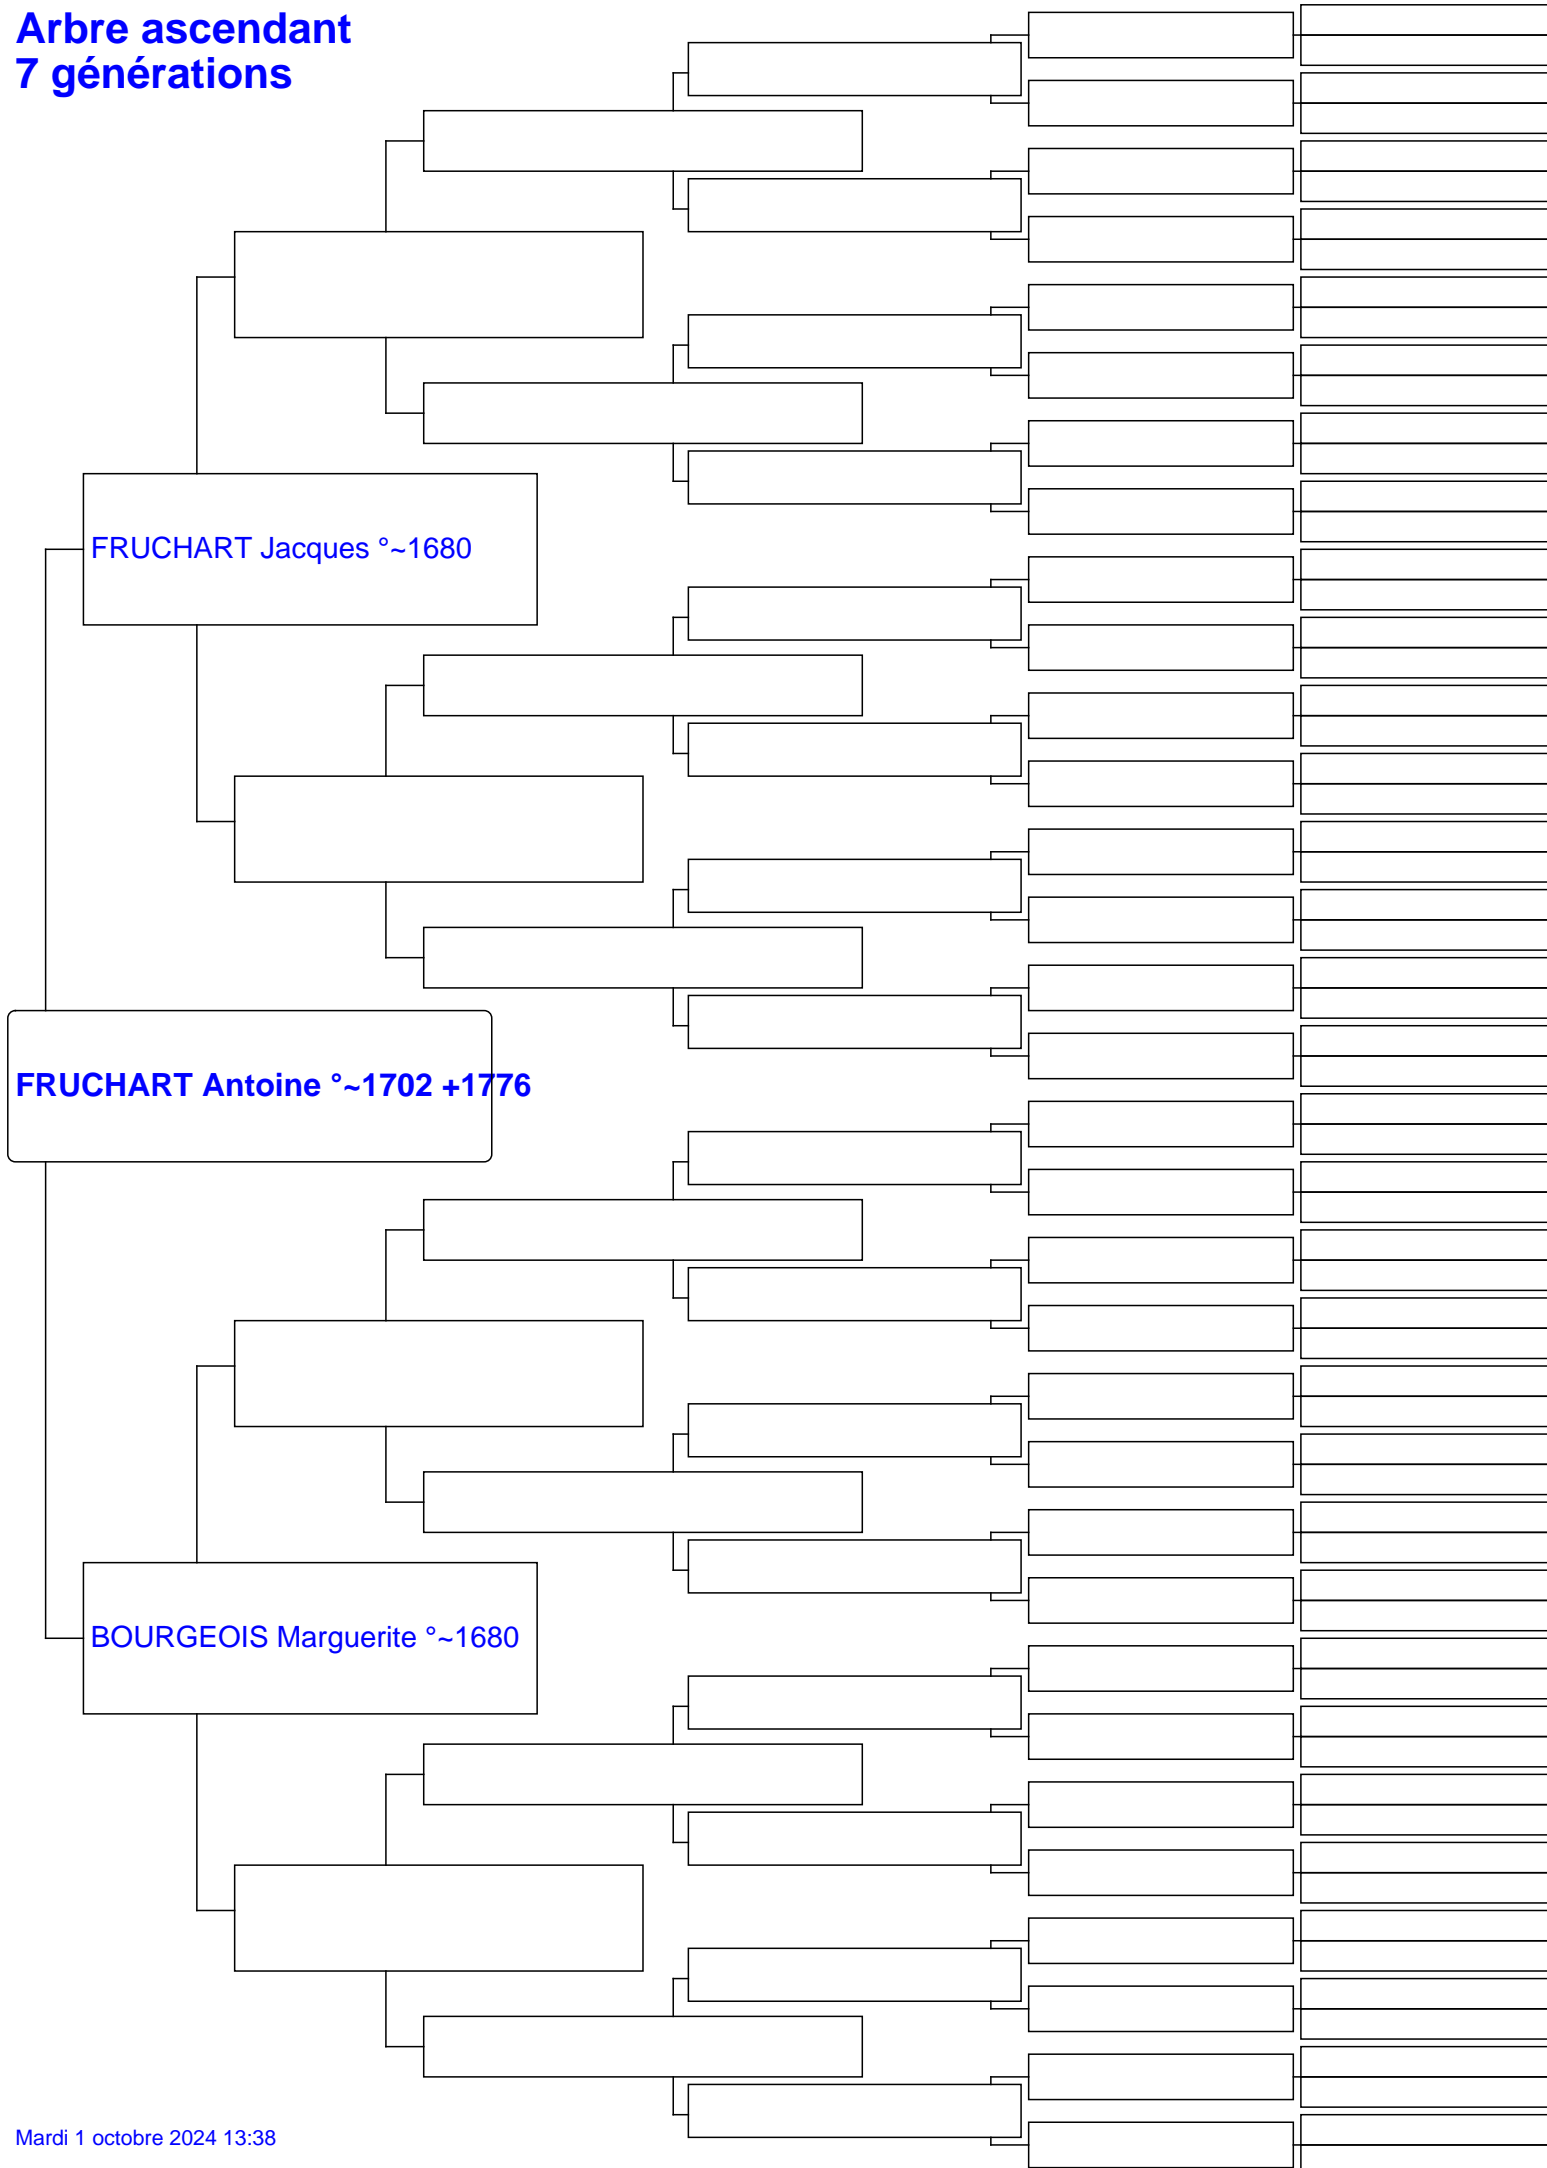 Arbre ascendant
7 générations
FRUCHART Jacques °~1680
FRUCHART Antoine °~1702 +1776
BOURGEOIS Marguerite °~1680
Mardi 1 octobre 2024 13:38